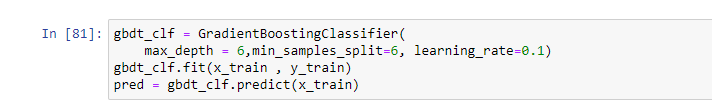 In [81]: gbdt_clf = GradientBoostingClassifier(
max_depth = 6,min_samples_split=6, learning_rate=0.1)
gbdt_clf.fit(x_train , y_train)
pred = gbdt_clf.predict(x_train)